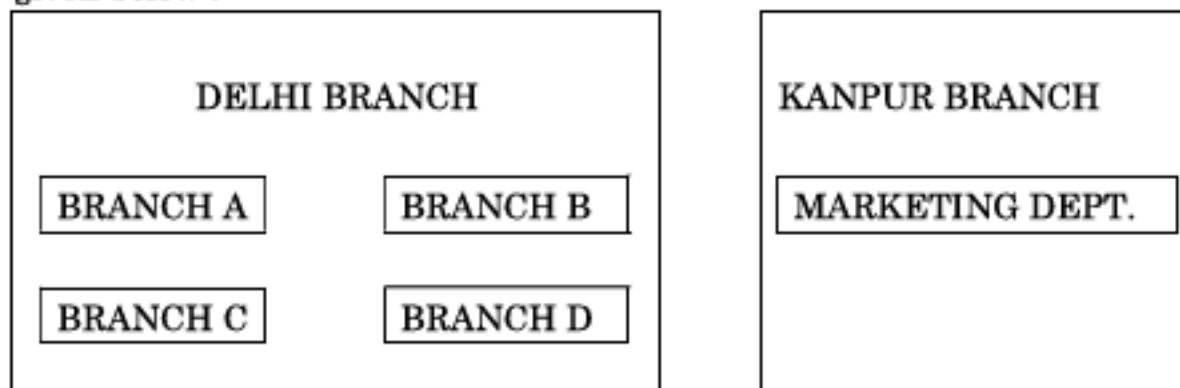 DELHI BRANCH KANPUR BRANCH
BRANCH A BRANCH B MARKETING DEPT.
BRANCH C BRANCH D